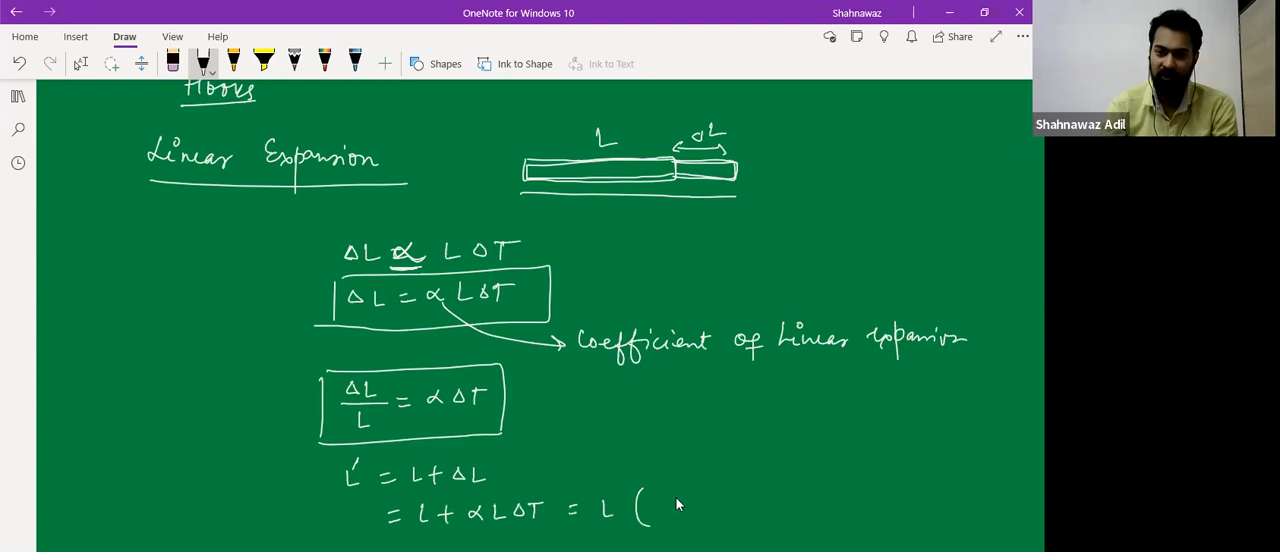 OneNote for Windows 10
Shahnawaz
Home Insert Draw View Help
Share
Shapes Ink to Shape Ink to Text
Hooks
Linear Expansion
L ΔL
ΔL α L ΔT
ΔL = α L ΔT
Coefficient of Linear expansion
ΔL/L = α ΔT
L' = L + ΔL
= L + α L ΔT = L (
Shahnawaz Adil